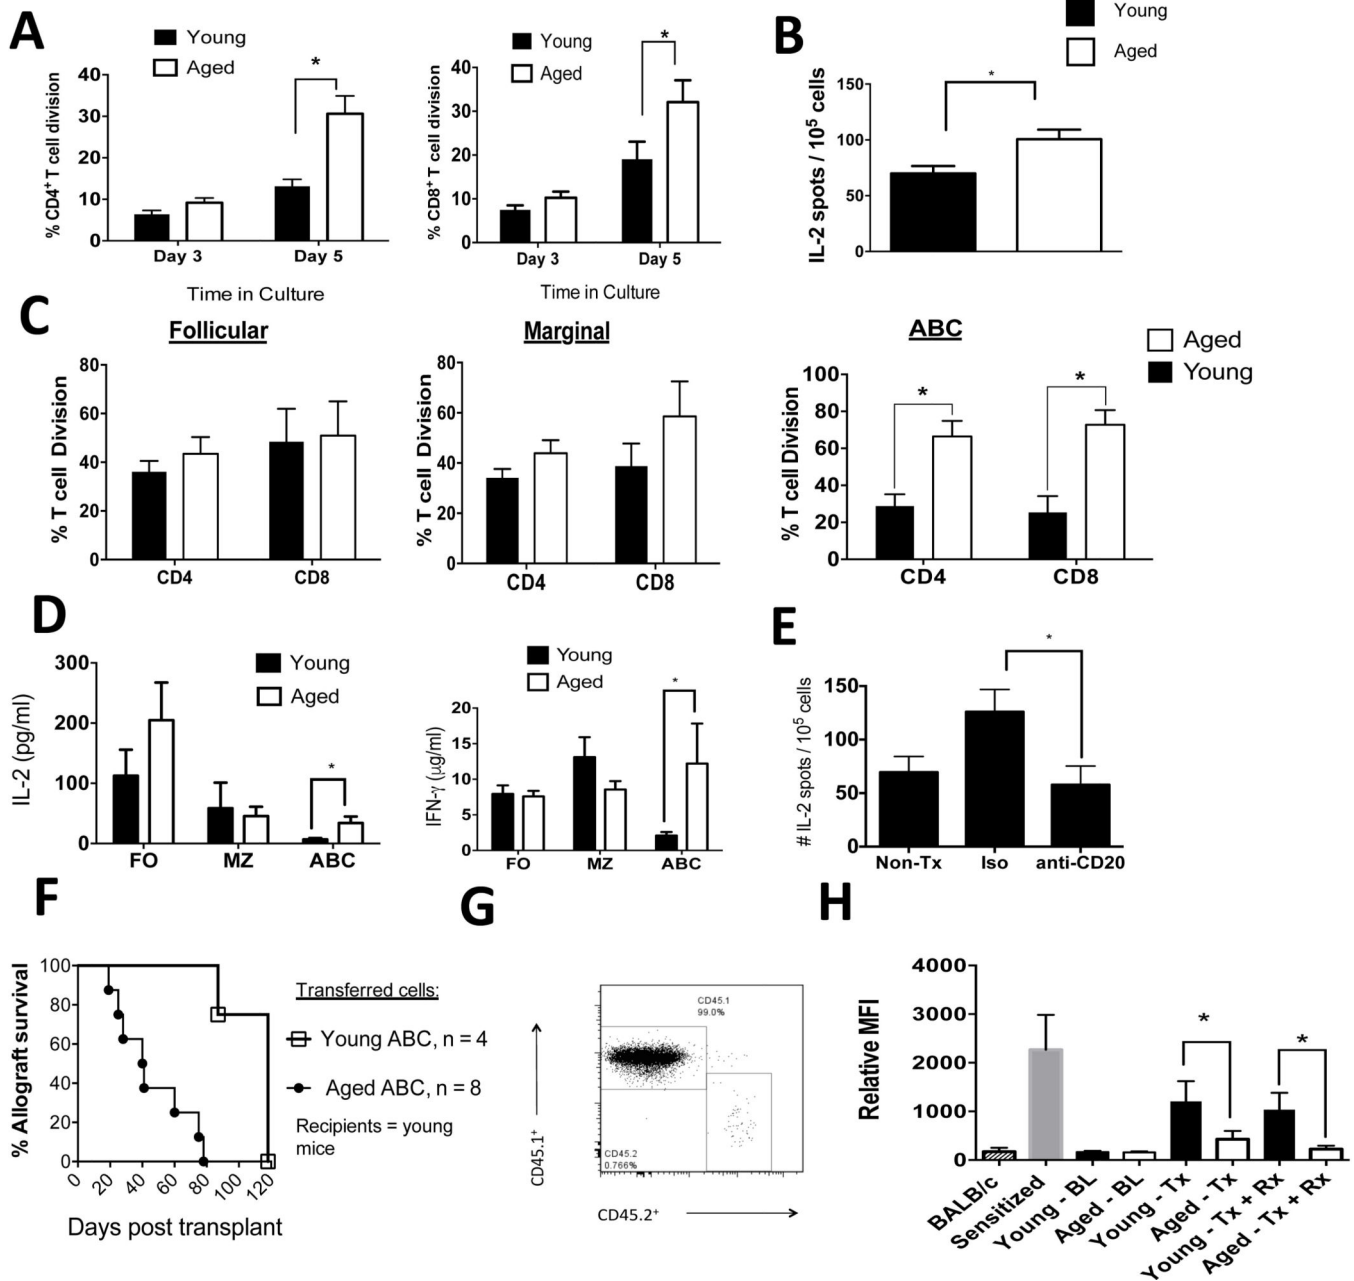 A
Young
Aged
*
% CD4+ T cell division
40
30
20
10
0
Day 3
Day 5
Time in Culture
Young
Aged
*
% CD8+ T cell division
40
30
20
10
0
Day 3
Day 5
Time in Culture
B
Young
Aged
*
IL-2 spots / 10⁵ cells
150
100
50
0
C
Follicular
% T cell Division
80
60
40
20
0
CD4
CD8
Marginal
% T cell Division
80
60
40
20
0
CD4
CD8
ABC
Aged
Young
*
*
% T cell Division
100
80
60
40
20
0
CD4
CD8
D
Young
Aged
*
IL-2 (pg/ml)
300
200
100
0
FO
MZ
ABC
Young
Aged
*
IFN-γ (μg/ml)
20
15
10
5
0
FO
MZ
ABC
E
*
# IL-2 spots / 10⁵ cells
150
100
50
0
Non-Tx
Iso
anti-CD20
F
% Allograft survival
100
80
60
40
20
0
0
20
40
60
80
100
120
Days post transplant
Transferred cells:
Young ABC, n = 4
Aged ABC, n = 8
Recipients = young
mice
G
CD45.1
99.0%
CD45.2
0.766%
CD45.1+
CD45.2+
H
*
*
Relative MFI
4000
3000
2000
1000
0
BALB/c
Sensitized
Young - BL
Aged - BL
Young - Tx
Aged - Tx
Young - Tx + Rx
Aged - Tx + Rx